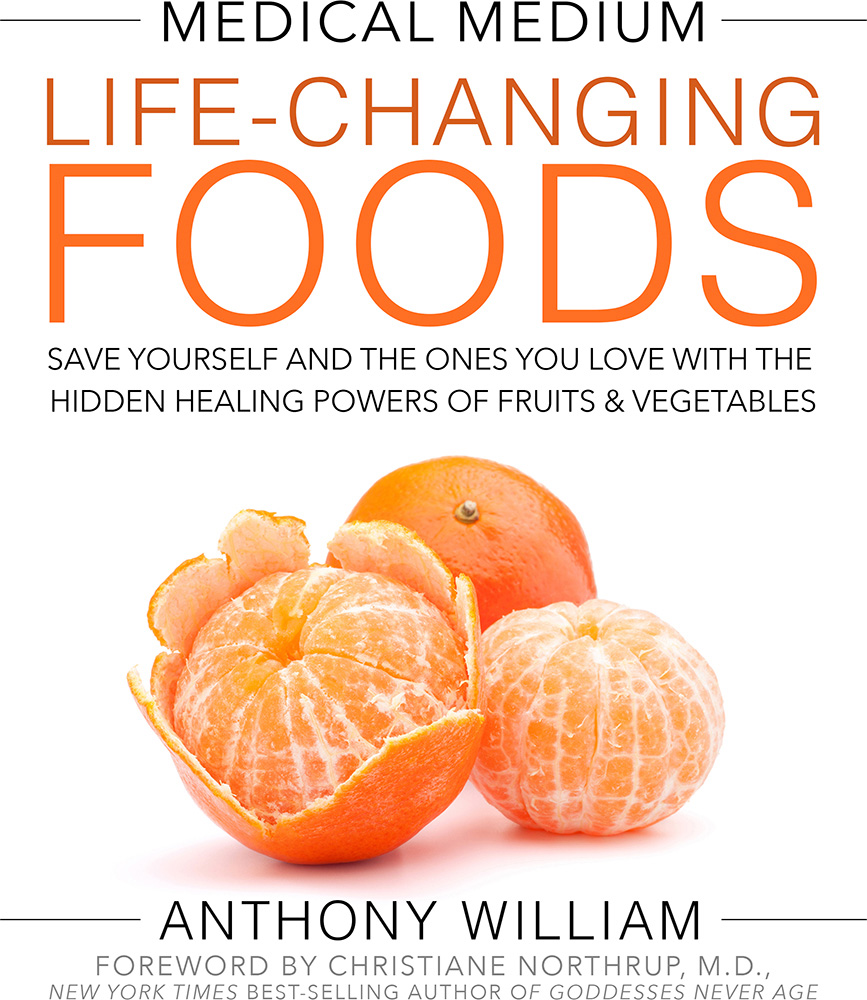 MEDICAL MEDIUM
LIFE-CHANGING
FOODS
SAVE YOURSELF AND THE ONES YOU LOVE WITH THE
HIDDEN HEALING POWERS OF FRUITS & VEGETABLES
ANTHONY WILLIAM
FOREWORD BY CHRISTIANE NORTHRUP, M.D.,
NEW YORK TIMES BEST-SELLING AUTHOR OF GODDESSES NEVER AGE